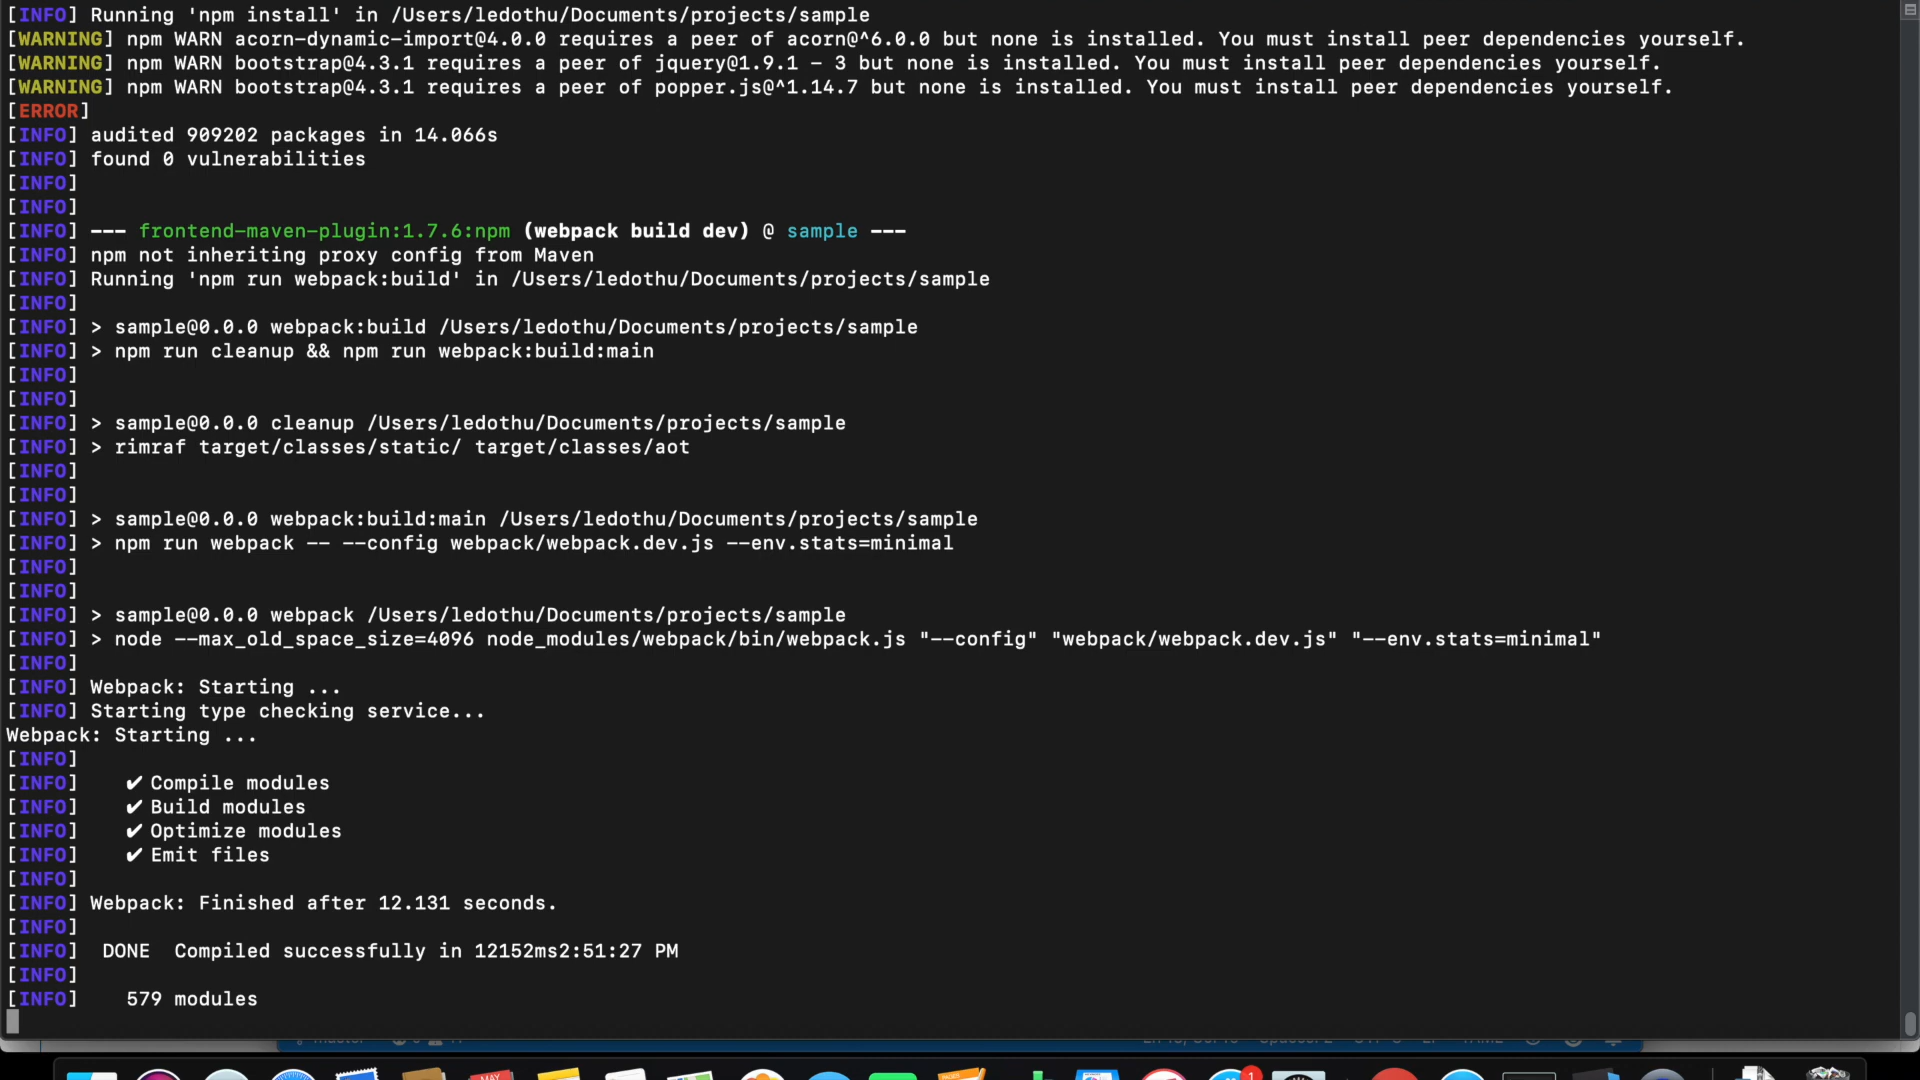 [INFO] Running 'npm install' in /Users/ledothu/Documents/projects/sample
[WARNING] npm WARN acorn-dynamic-import@4.0.0 requires a peer of acorn@^6.0.0 but none is installed. You must install peer dependencies yourself.
[WARNING] npm WARN bootstrap@4.3.1 requires a peer of jquery@1.9.1 - 3 but none is installed. You must install peer dependencies yourself.
[WARNING] npm WARN bootstrap@4.3.1 requires a peer of popper.js@^1.14.7 but none is installed. You must install peer dependencies yourself.
[ERROR]
[INFO] audited 909202 packages in 14.066s
[INFO] found 0 vulnerabilities
[INFO]
[INFO]
[INFO] --- frontend-maven-plugin:1.7.6:npm (webpack build dev) @ sample ---
[INFO] npm not inheriting proxy config from Maven
[INFO] Running 'npm run webpack:build' in /Users/ledothu/Documents/projects/sample
[INFO]
[INFO] > sample@0.0.0 webpack:build /Users/ledothu/Documents/projects/sample
[INFO] > npm run cleanup && npm run webpack:build:main
[INFO]
[INFO]
[INFO] > sample@0.0.0 cleanup /Users/ledothu/Documents/projects/sample
[INFO] > rimraf target/classes/static/ target/classes/aot
[INFO]
[INFO]
[INFO] > sample@0.0.0 webpack:build:main /Users/ledothu/Documents/projects/sample
[INFO] > npm run webpack -- --config webpack/webpack.dev.js --env.stats=minimal
[INFO]
[INFO]
[INFO] > sample@0.0.0 webpack /Users/ledothu/Documents/projects/sample
[INFO] > node --max_old_space_size=4096 node_modules/webpack/bin/webpack.js "--config" "webpack/webpack.dev.js" "--env.stats=minimal"
[INFO]
[INFO] Webpack: Starting ...
[INFO] Starting type checking service...
Webpack: Starting ...
[INFO]
[INFO] ✔ Compile modules
[INFO] ✔ Build modules
[INFO] ✔ Optimize modules
[INFO] ✔ Emit files
[INFO]
[INFO] Webpack: Finished after 12.131 seconds.
[INFO]
[INFO] DONE Compiled successfully in 12152ms2:51:27 PM
[INFO]
[INFO] 579 modules
MAY
1